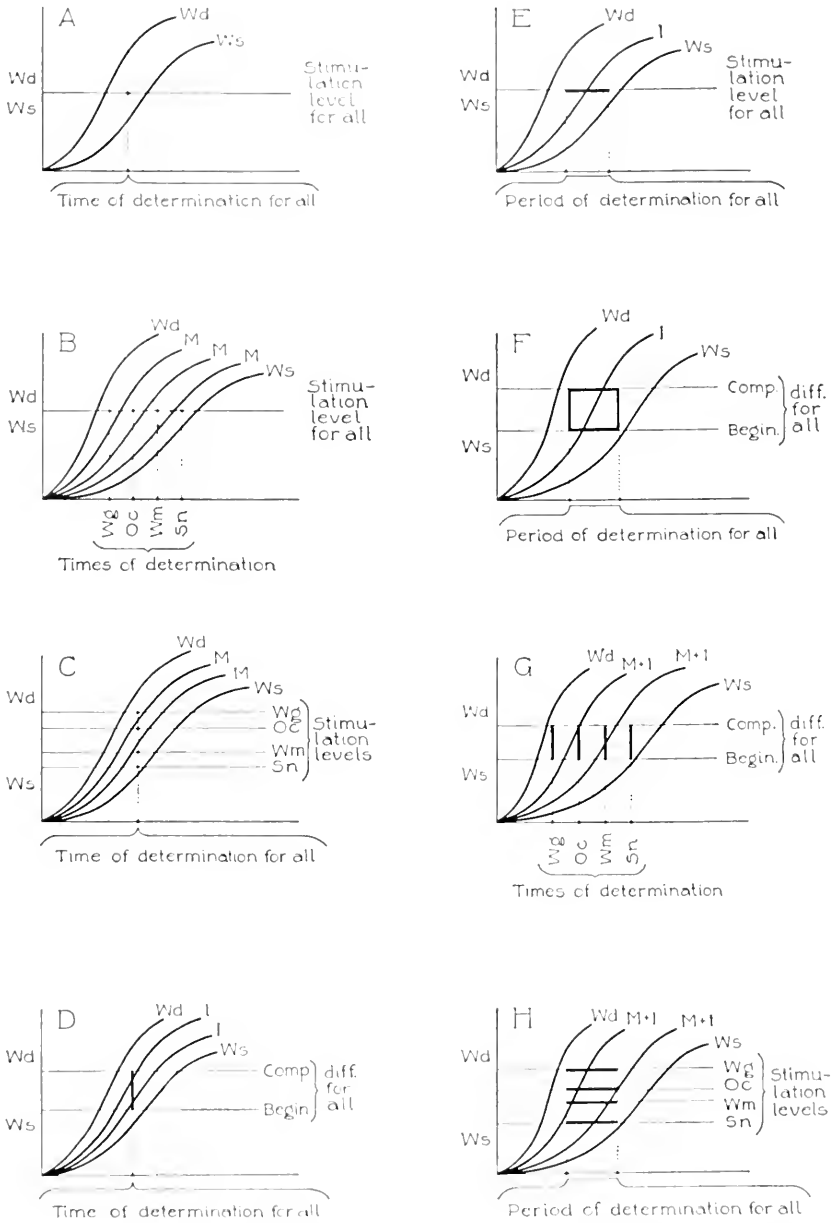 A
Wd
Ws
Wd
Ws
Stimu-
lation
level
for all
Time of determination for all
B
Wd
M
M
M
Ws
Wd
Ws
Stimu-
lation
level
for all
Wg
Oc
Wm
Sn
Times of determination
C
Wd
M
M
Ws
Wd
Ws
Wg
Oc
Wm
Sn
Stimu-
lation
levels
Time of determination for all
D
Wd
I
I
Ws
Wd
Ws
Comp
Begin
diff.
for
all
Time of determination for all
E
Wd
I
Ws
Wd
Ws
Stimu-
lation
level
for all
Period of determination for all
F
Wd
I
Ws
Wd
Ws
Comp.
Begin.
diff.
for
all
Period of determination for all
G
Wd
M+I
M+I
Ws
Wd
Ws
Comp.
Begin.
diff.
for
all
Wg
Oc
Wm
Sn
Times of determination
H
Wd
M+I
M+I
Ws
Wd
Ws
Wg
Oc
Wm
Sn
Stimu-
lation
levels
Period of determination for all